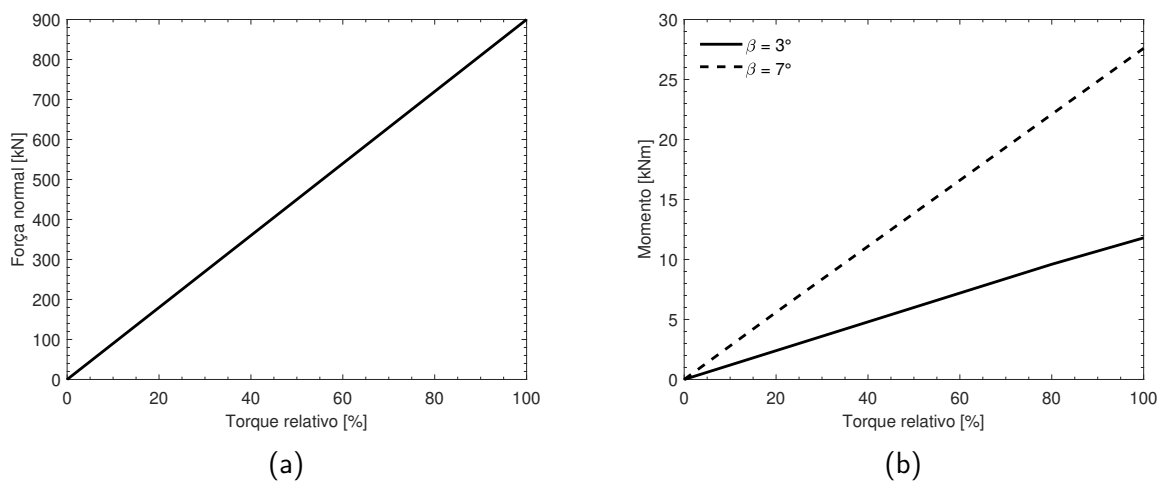 900
800
700
600
500
400
300
200
100
0
Força normal [kN]
0 20 40 60 80 100
Torque relativo [%]
(a)
30
25
20
15
10
5
0
Momento [kNm]
β = 3°
β = 7°
0 20 40 60 80 100
Torque relativo [%]
(b)